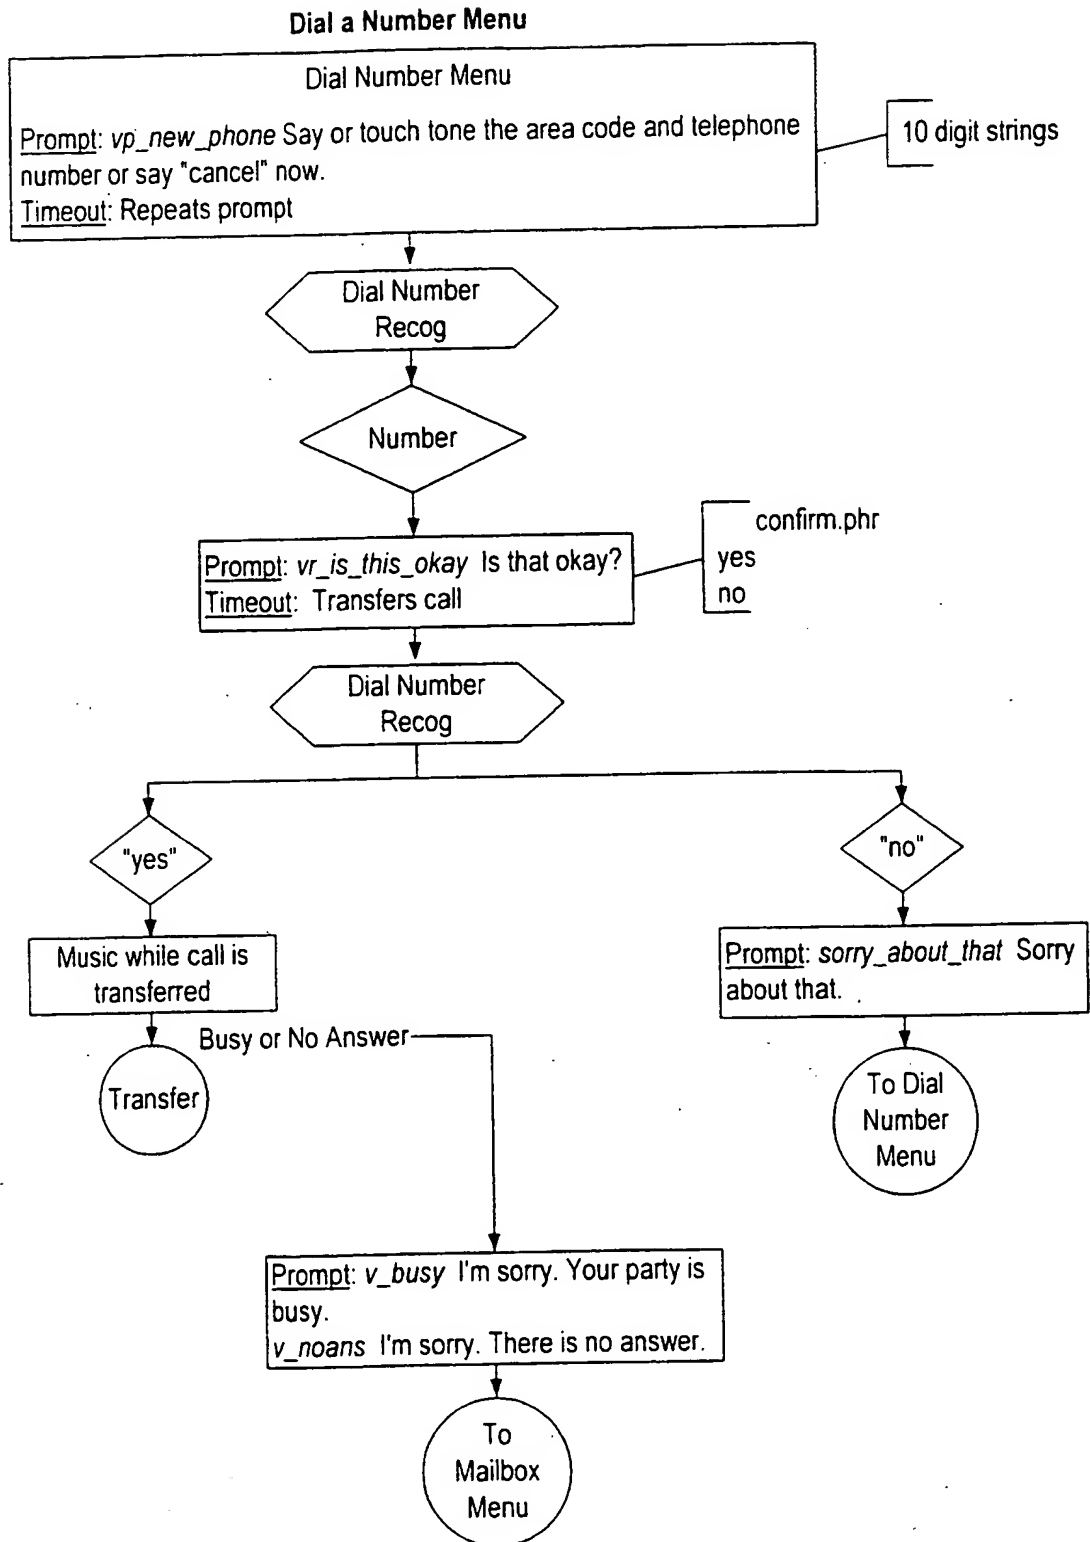 Dial a Number Menu
Dial Number Menu
Prompt: vp_new_phone Say or touch tone the area code and telephone
number or say "cancel" now.
Timeout: Repeats prompt
10 digit strings
Dial Number
Recog
Number
Prompt: vr_is_this_okay Is that okay?
Timeout: Transfers call
confirm.phr
yes
no
Dial Number
Recog
"yes"
"no"
Music while call is
transferred
Prompt: sorry_about_that Sorry
about that.
Busy or No Answer
Transfer
To Dial
Number
Menu
Prompt: v_busy I'm sorry. Your party is
busy.
v_noans I'm sorry. There is no answer.
To
Mailbox
Menu